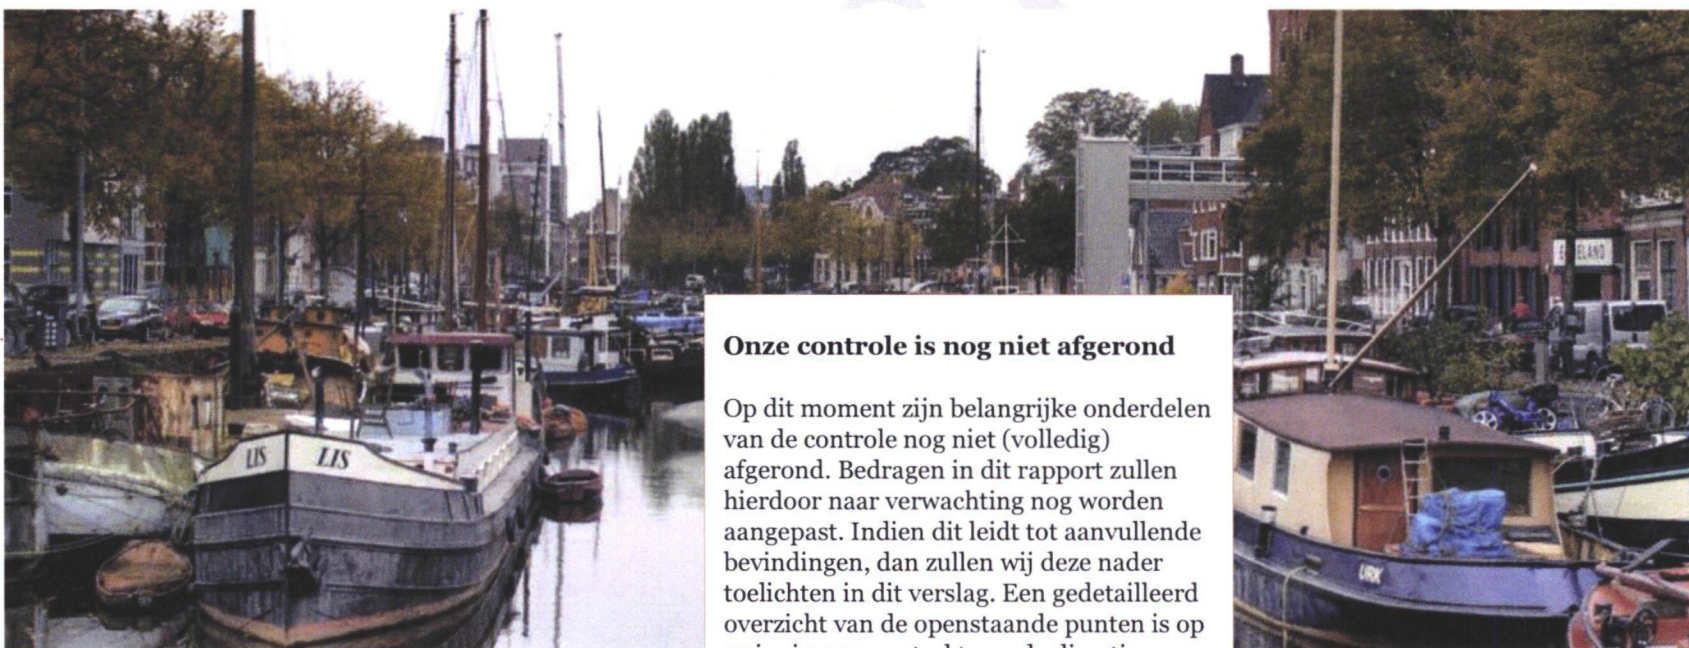 Onze controle is nog niet afgerond
Op dit moment zijn belangrijke onderdelen
van de controle nog niet (volledig)
afgerond. Bedragen in dit rapport zullen
hierdoor naar verwachting nog worden
aangepast. Indien dit leidt tot aanvullende
bevindingen, dan zullen wij deze nader
toelichten in dit verslag. Een gedetailleerd
overzicht van de openstaande punten is op
LIS LIS
URK